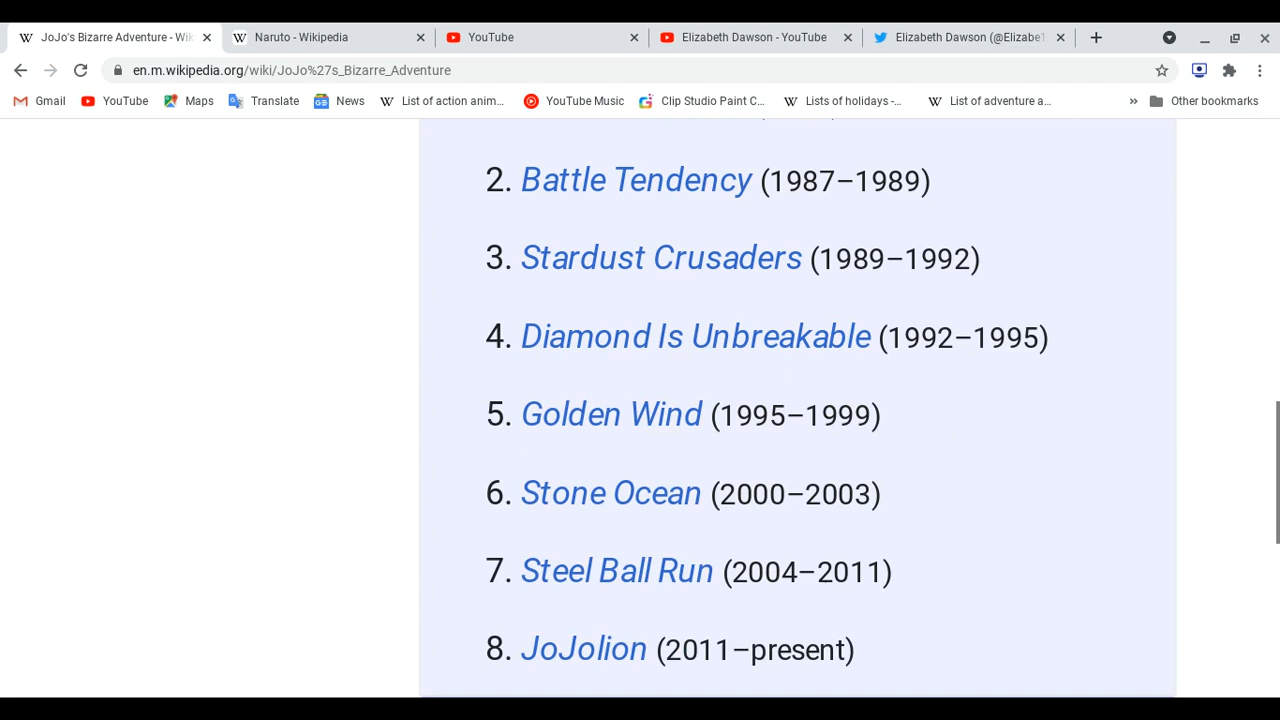 JoJo's Bizarre Adventure - Wik
Naruto - Wikipedia
YouTube
Elizabeth Dawson - YouTube
Elizabeth Dawson (@Elizabe1
en.m.wikipedia.org/wiki/JoJo%27s_Bizarre_Adventure
Gmail
YouTube
Maps
Translate
News
List of action anim...
YouTube Music
Clip Studio Paint C...
Lists of holidays -...
List of adventure a...
Other bookmarks
2. Battle Tendency (1987–1989)
3. Stardust Crusaders (1989–1992)
4. Diamond Is Unbreakable (1992–1995)
5. Golden Wind (1995–1999)
6. Stone Ocean (2000–2003)
7. Steel Ball Run (2004–2011)
8. JoJolion (2011–present)